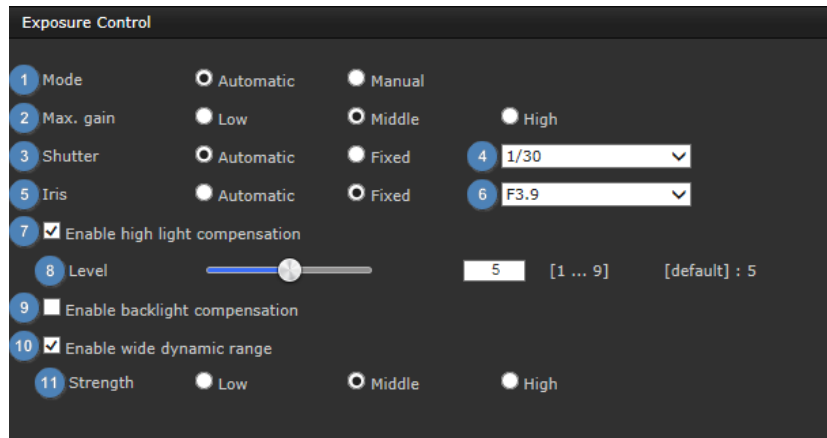 Exposure Control
1 Mode Automatic Manual
2 Max. gain Low Middle High
3 Shutter Automatic Fixed 4 1/30
5 Iris Automatic Fixed 6 F3.9
7 Enable high light compensation
8 Level 5 [1 ... 9] [default] : 5
9 Enable backlight compensation
10 Enable wide dynamic range
11 Strength Low Middle High